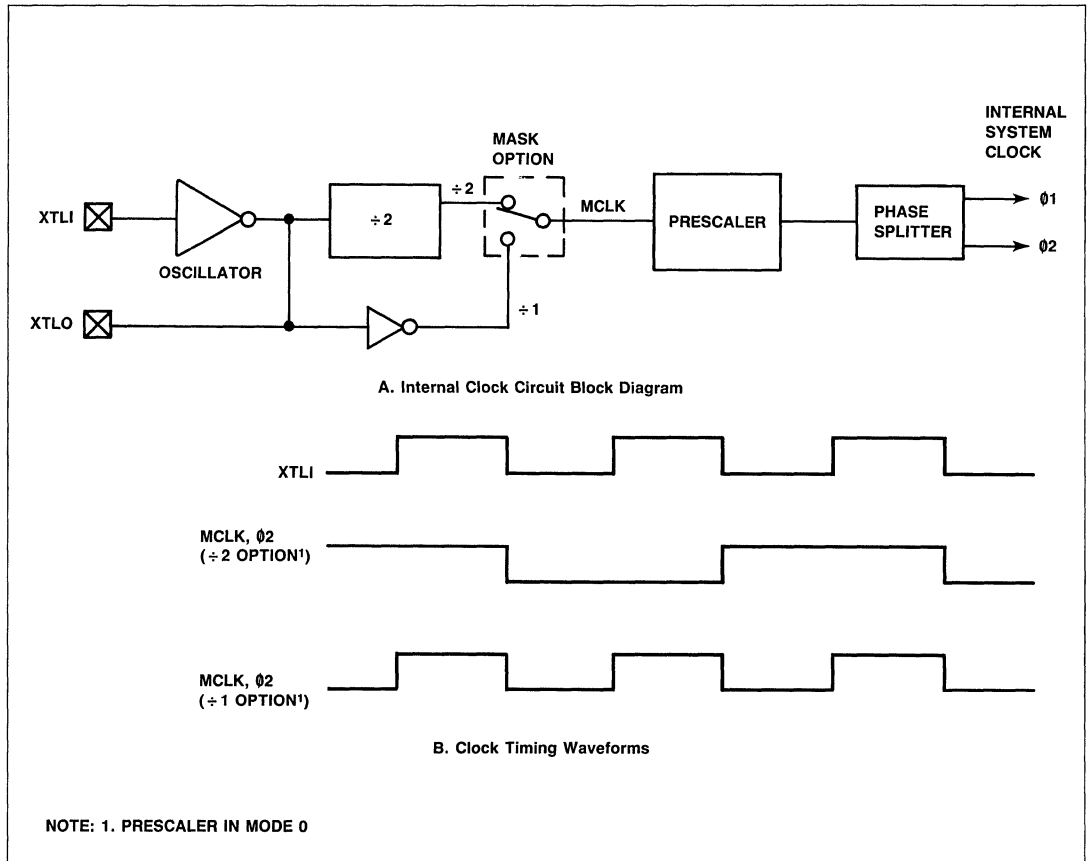 INTERNAL
SYSTEM
CLOCK
MASK
OPTION
÷2
MCLK
XTLI
÷2
PRESCALER
PHASE
SPLITTER
Ø1
Ø2
OSCILLATOR
XTLO
÷1
A. Internal Clock Circuit Block Diagram
XTLI
MCLK, Ø2
(÷2 OPTION¹)
MCLK, Ø2
(÷1 OPTION¹)
B. Clock Timing Waveforms
NOTE: 1. PRESCALER IN MODE 0